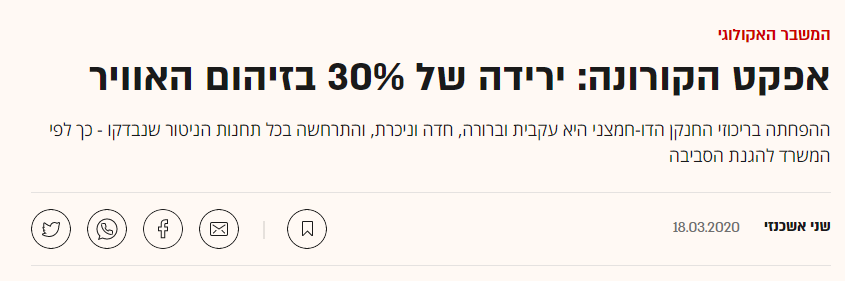 המשבר האקולוגי
אפקט הקורונה: ירידה של 30% בזיהום האוויר
ההפחתה בריכוזי החנקן הדו-חמצני היא עקבית וברורה, חדה וניכרת, והתרחשה בכל תחנות הניטור שנבדקו - כך לפי
המשרד להגנת הסביבה
שני אשכנזי 18.03.2020